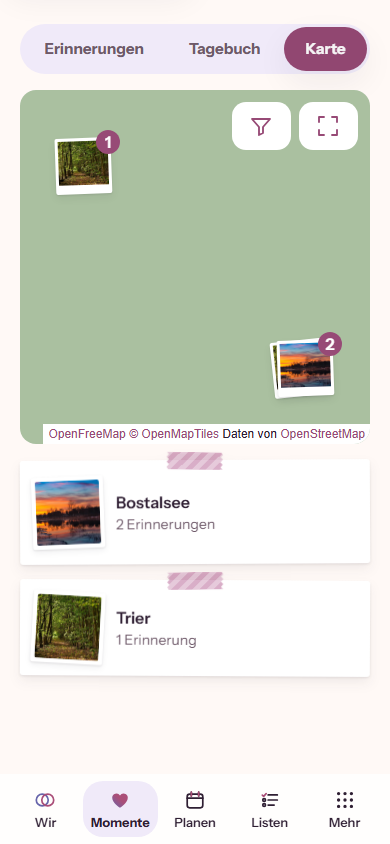 Erinnerungen Tagebuch Karte
1
2
OpenFreeMap © OpenMapTiles Daten von OpenStreetMap
Bostalsee
2 Erinnerungen
Trier
1 Erinnerung
Wir Momente Planen Listen Mehr